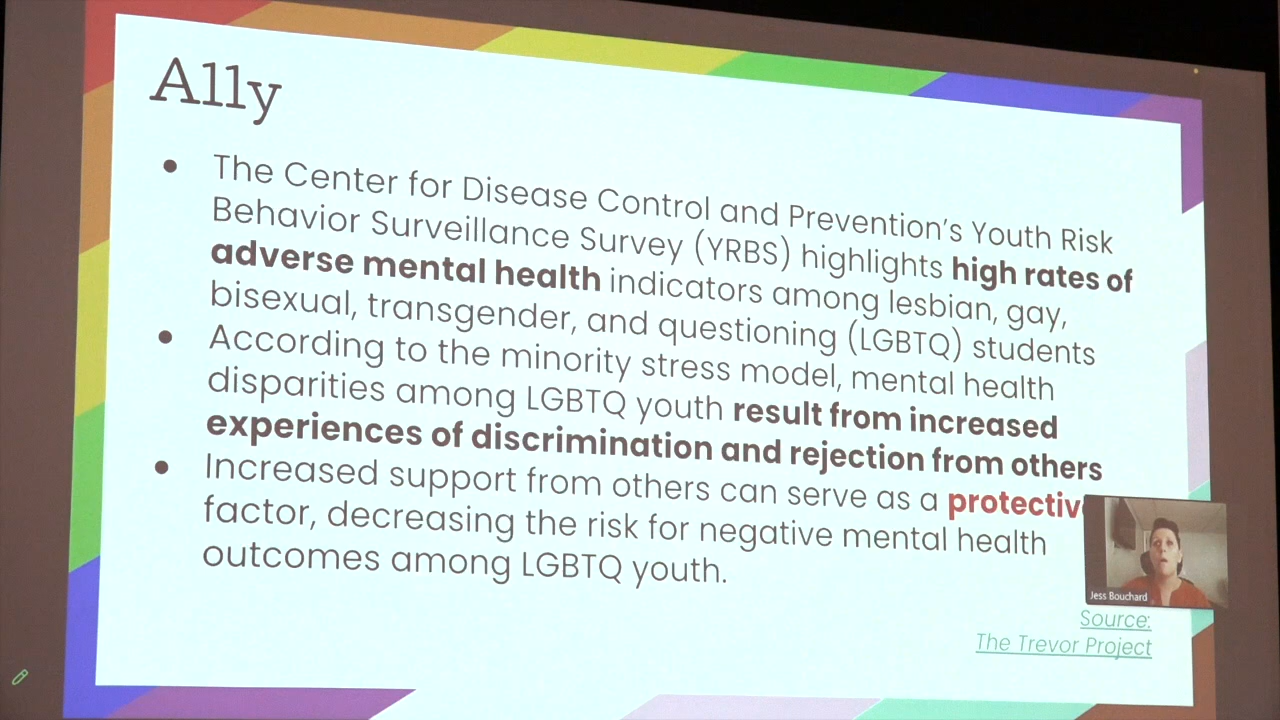 Ally
• The Center for Disease Control and Prevention’s Youth Risk
Behavior Surveillance Survey (YRBS) highlights high rates of
adverse mental health indicators among lesbian, gay,
bisexual, transgender, and questioning (LGBTQ) students
• According to the minority stress model, mental health
disparities among LGBTQ youth result from increased
experiences of discrimination and rejection from others
• Increased support from others can serve as a protectiv
factor, decreasing the risk for negative mental health
outcomes among LGBTQ youth.
Jess Bouchard
Source:
The Trevor Project